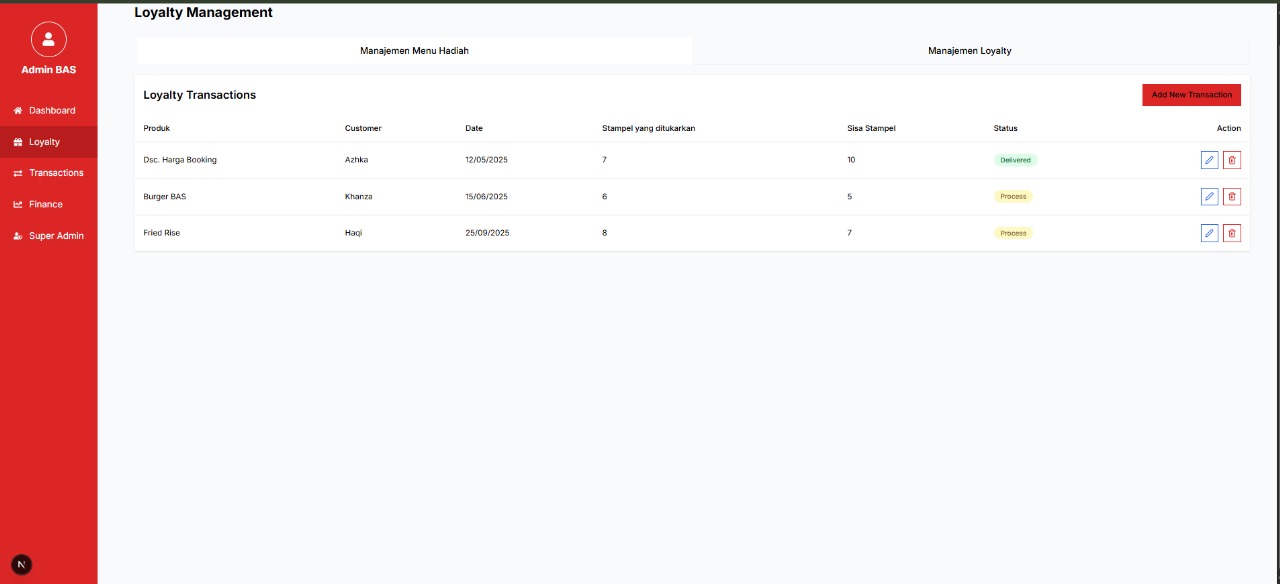 Loyalty Management
Admin BAS
Dashboard
Loyalty
Transactions
Finance
Super Admin
N
Manajemen Menu Hadiah Manajemen Loyalty
Loyalty Transactions Add New Transaction
Produk Customer Date Stampel yang ditukarkan Sisa Stampel Status Action
Dsc. Harga Booking Azhka 12/05/2025 7 10 Delivered
Burger BAS Khanza 15/06/2025 6 5 Process
Fried Rise Haqi 25/09/2025 8 7 Process